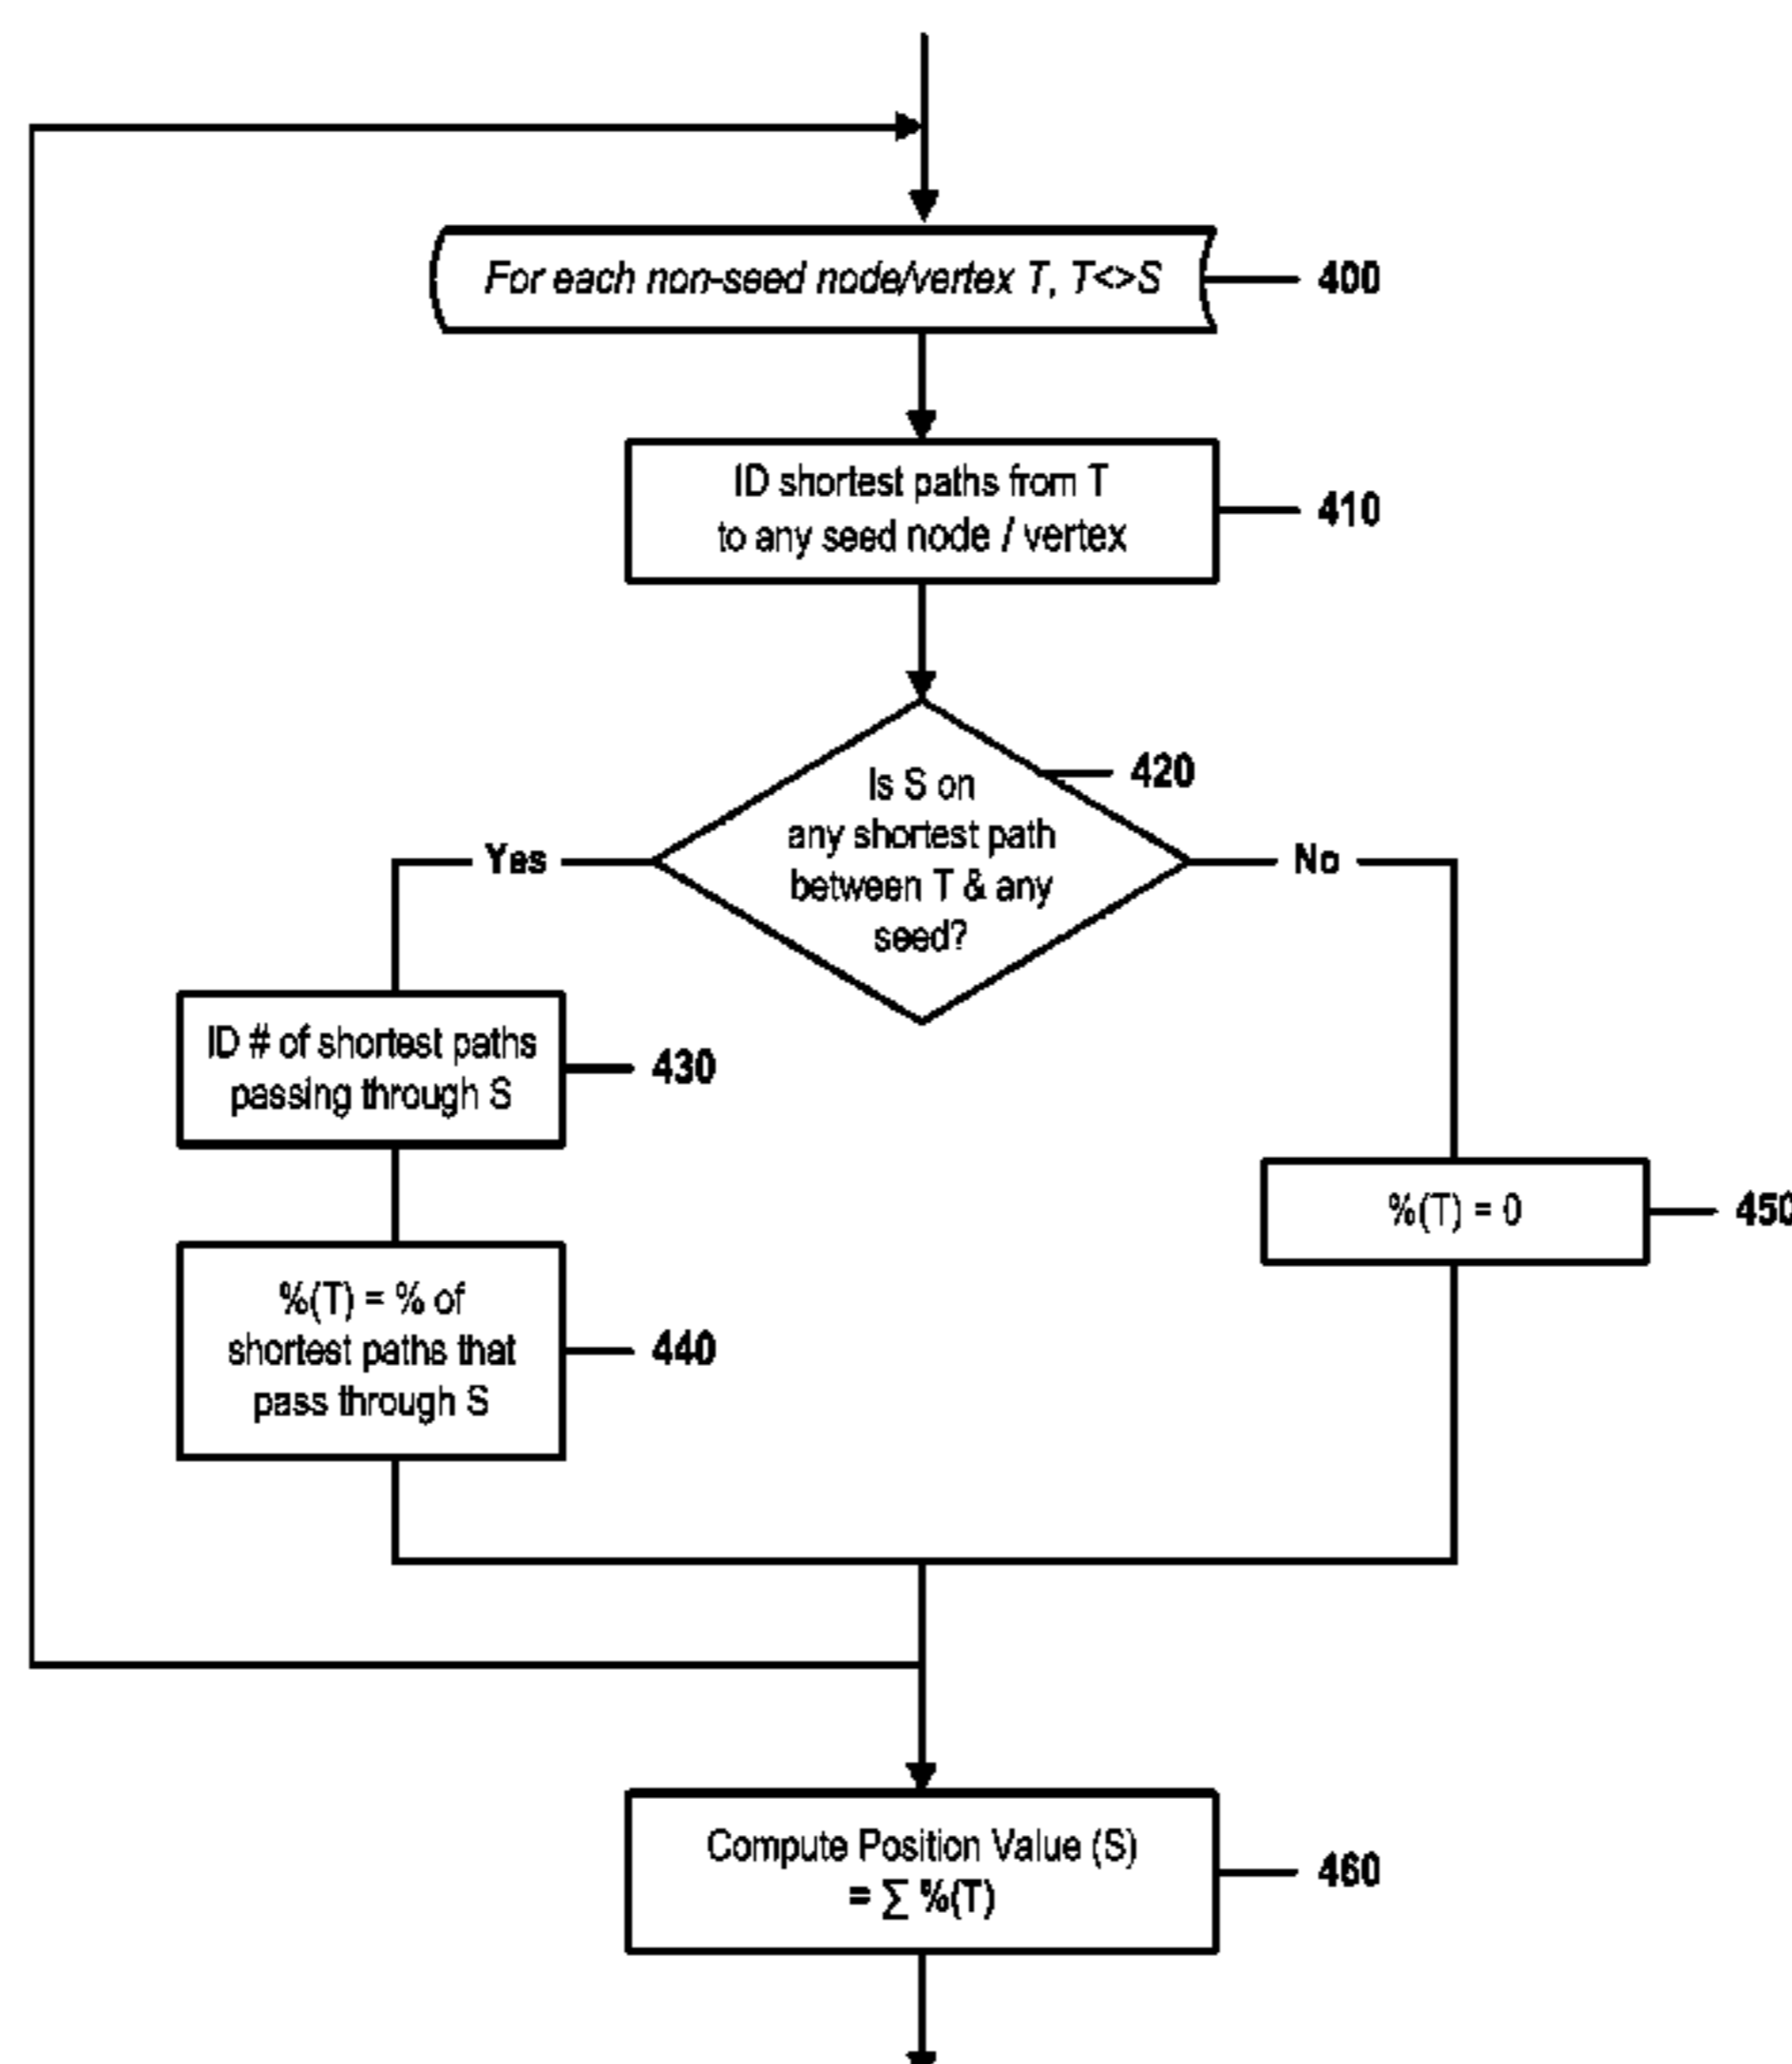 For each non-seed node/vertex T, T<>S
400
ID shortest paths from T
to any seed node / vertex
410
420
Is S on
any shortest path
between T & any
seed?
Yes
No
ID # of shortest paths
passing through S
430
%(T) = 0
450
%(T) = % of
shortest paths that
pass through S
440
Compute Position Value (S)
= ∑ %(T)
460